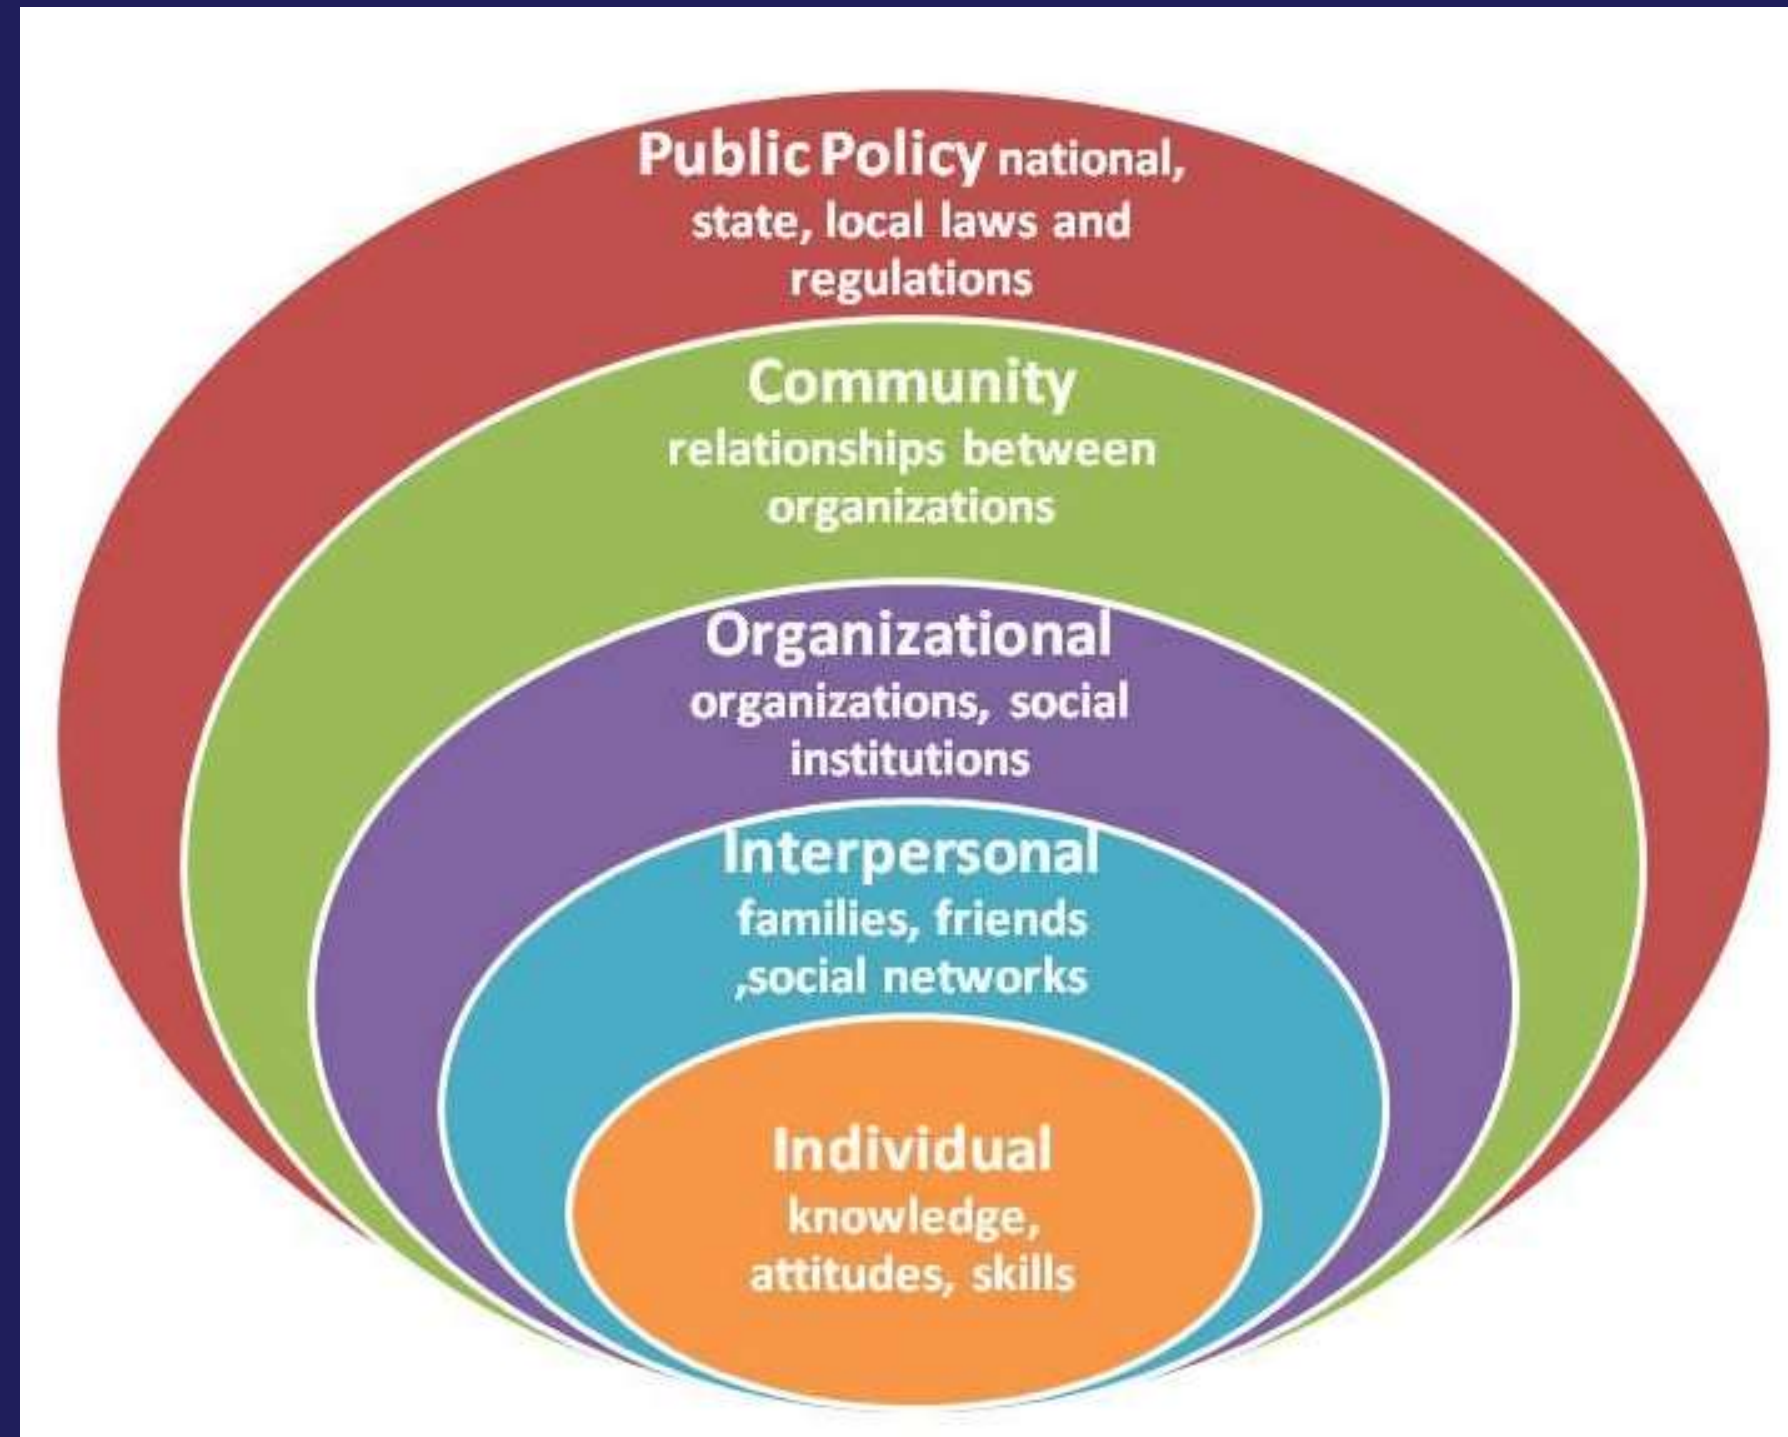 Public Policy national,
state, local laws and
regulations
Community
relationships between
organizations
Organizational
organizations, social
institutions
Interpersonal
families, friends
,social networks
Individual
knowledge,
attitudes, skills